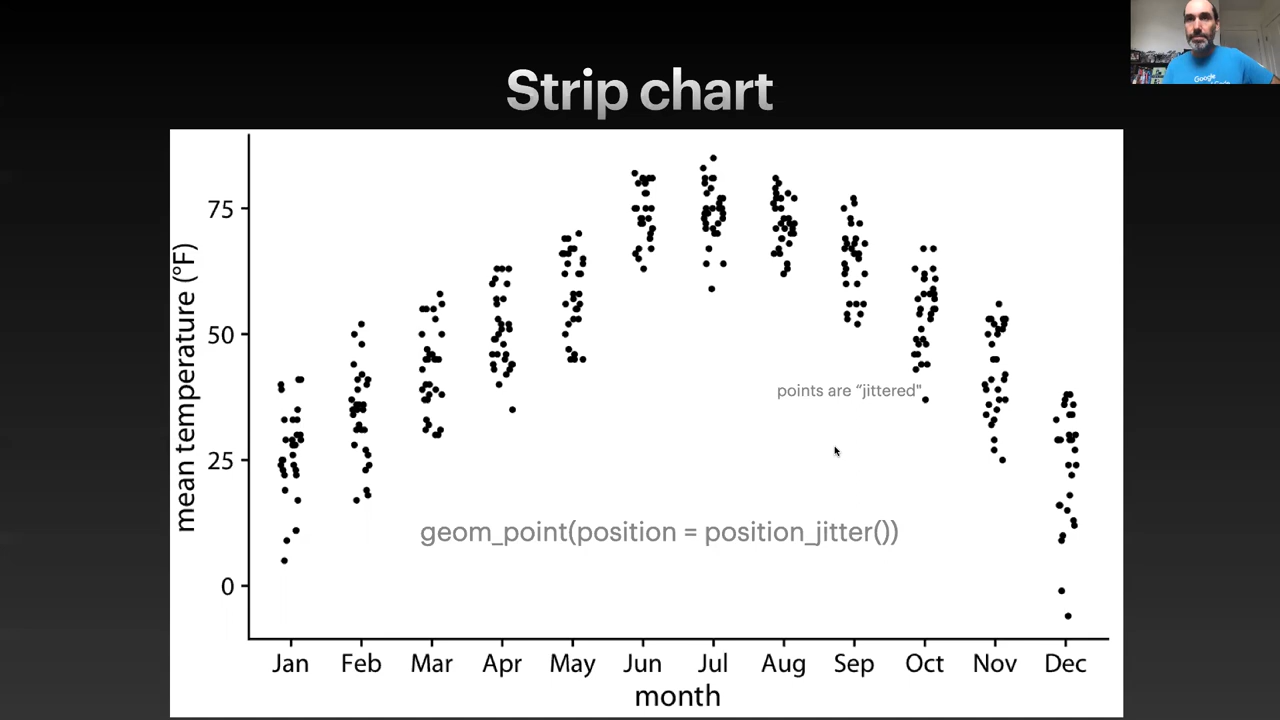 Strip chart
Google
mean temperature (°F)
75
50
25
0
points are “jittered"
geom_point(position = position_jitter())
Jan Feb Mar Apr May Jun Jul Aug Sep Oct Nov Dec
month